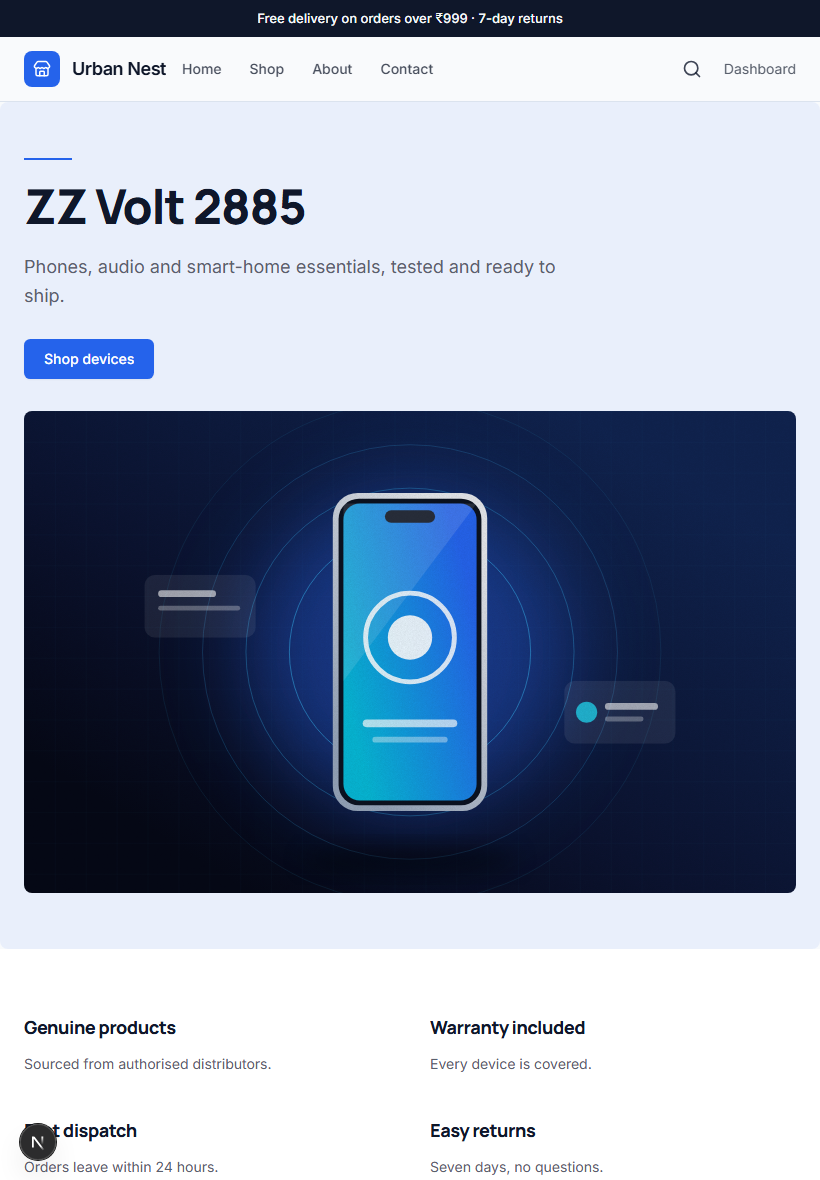 Free delivery on orders over ₹999 · 7-day returns
Urban Nest
Home
Shop
About
Contact
Dashboard
ZZ Volt 2885
Phones, audio and smart-home essentials, tested and ready to
ship.
Shop devices
Genuine products
Sourced from authorised distributors.
Warranty included
Every device is covered.
dispatch
Orders leave within 24 hours.
Easy returns
Seven days, no questions.
N